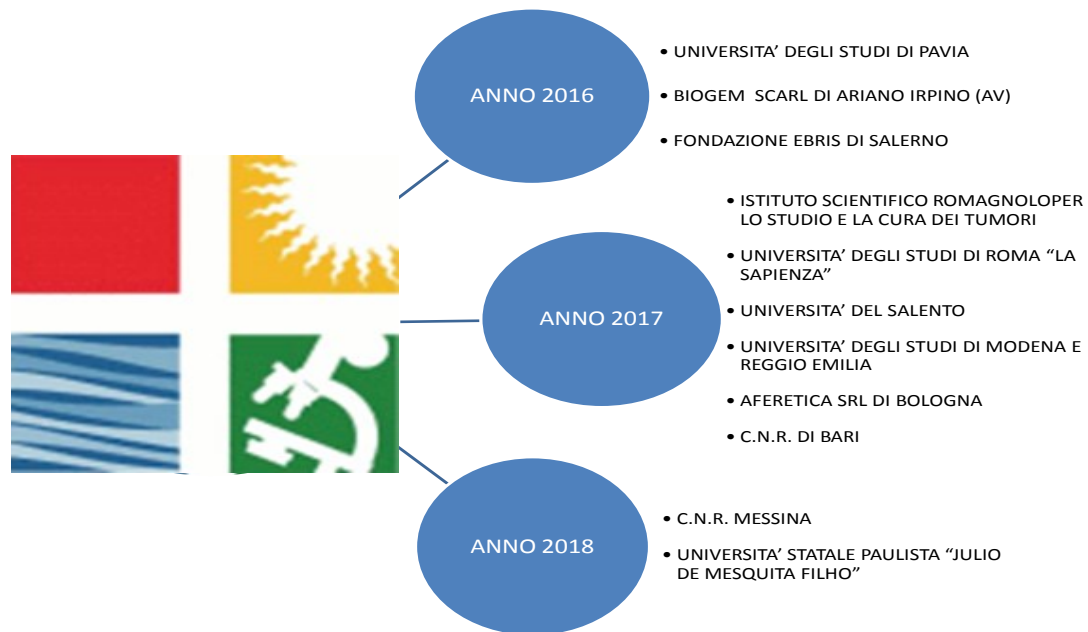 ANNO 2016
• UNIVERSITA’ DEGLI STUDI DI PAVIA
• BIOGEM SCARL DI ARIANO IRPINO (AV)
• FONDAZIONE EBRIS DI SALERNO
ANNO 2017
• ISTITUTO SCIENTIFICO ROMAGNOLOPER
LO STUDIO E LA CURA DEI TUMORI
• UNIVERSITA’ DEGLI STUDI DI ROMA “LA
SAPIENZA”
• UNIVERSITA’ DEL SALENTO
• UNIVERSITA’ DEGLI STUDI DI MODENA E
REGGIO EMILIA
• AFERETICA SRL DI BOLOGNA
• C.N.R. DI BARI
ANNO 2018
• C.N.R. MESSINA
• UNIVERSITA’ STATALE PAULISTA “JULIO
DE MESQUITA FILHO”